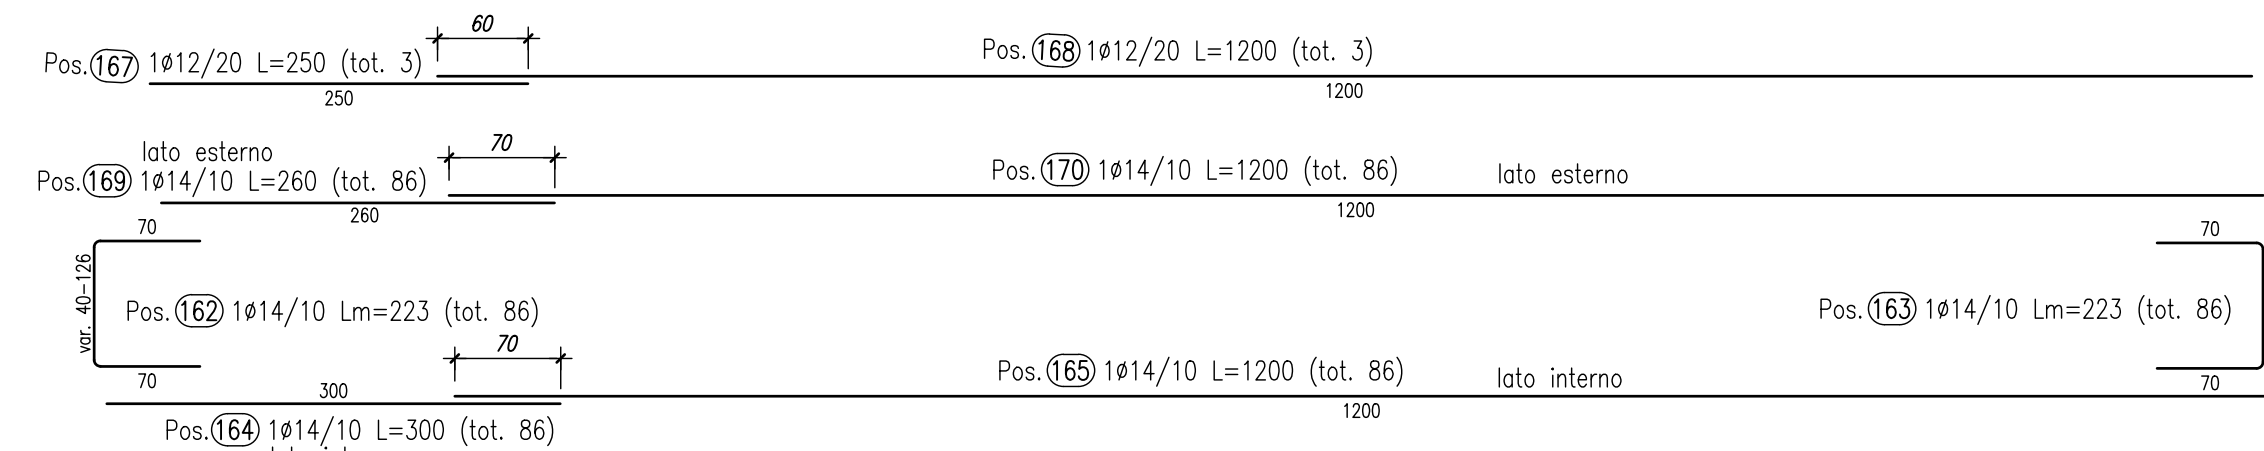 60
Pos. 167 1ø12/20 L=250 (tot. 3)
250
Pos. 168 1ø12/20 L=1200 (tot. 3)
1200
lato esterno
70
Pos. 169 1ø14/10 L=260 (tot. 86)
260
Pos. 170 1ø14/10 L=1200 (tot. 86) lato esterno
1200
70
var. 40-126
Pos. 162 1ø14/10 Lm=223 (tot. 86)
70
70
Pos. 163 1ø14/10 Lm=223 (tot. 86)
70
70
Pos. 165 1ø14/10 L=1200 (tot. 86) lato interno
1200
300
Pos. 164 1ø14/10 L=300 (tot. 86)